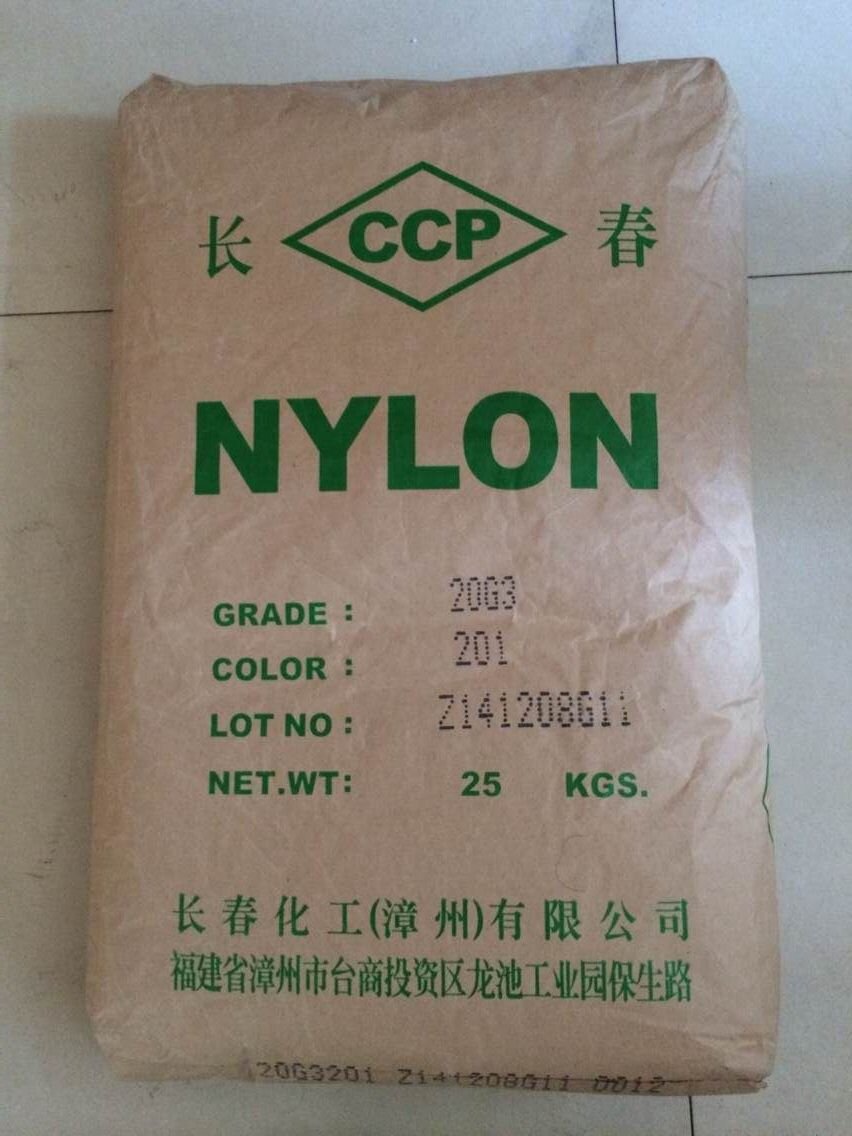 长 CCP 春
NYLON
GRADE : 20G3
COLOR : 201
LOT NO : Z141208G11
NET.WT: 25 KGS.
长春化工(漳州)有限公司
福建省漳州市台商投资区龙池工业园保生路
20G3201 Z141208G11 0012